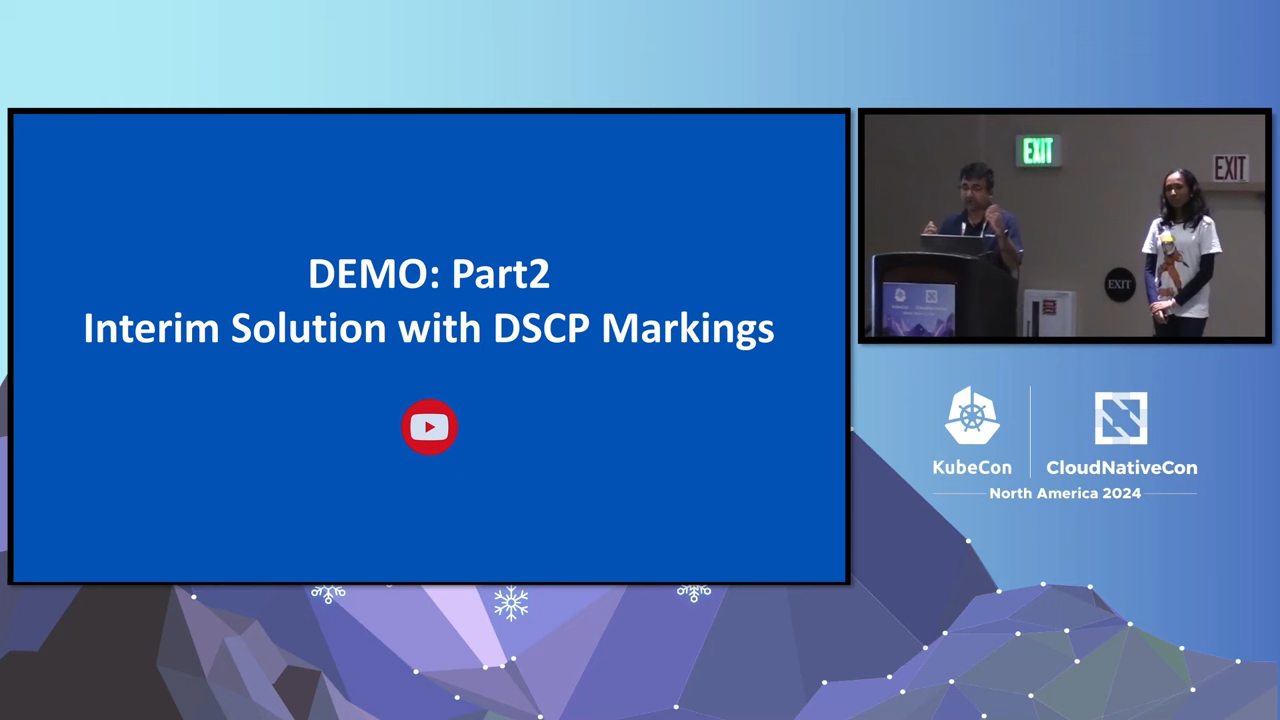 DEMO: Part2
Interim Solution with DSCP Markings
EXIT
EXIT
EXIT
KubeCon
CloudNativeCon
North America 2024